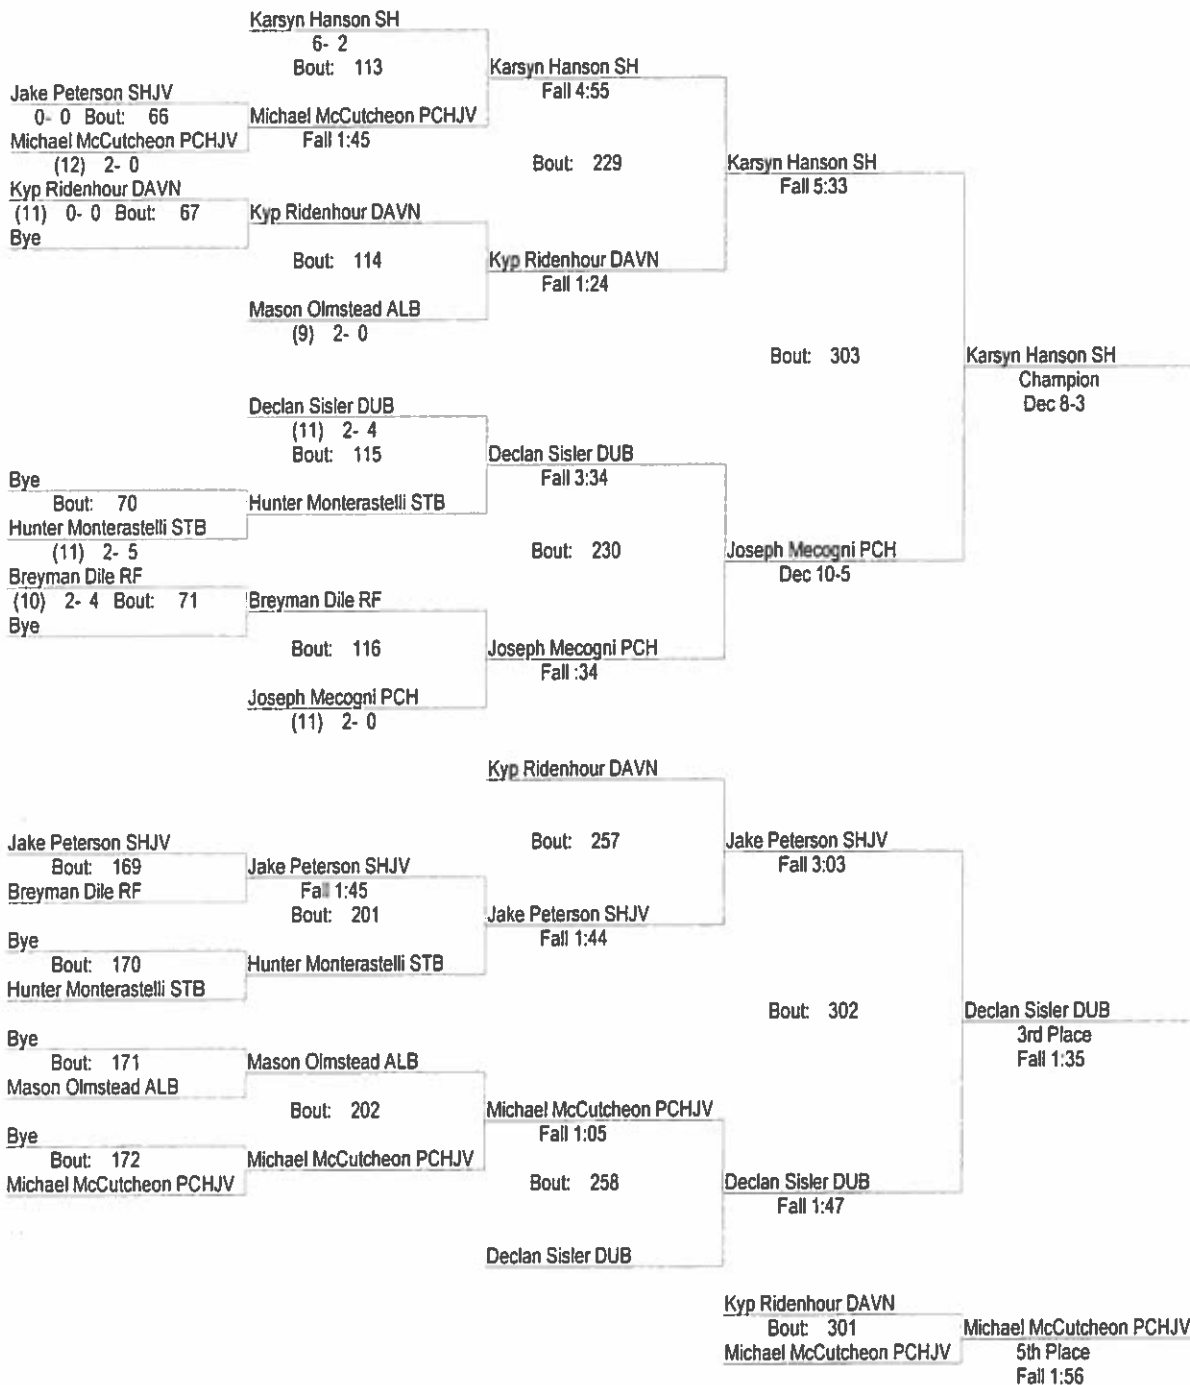 Karsyn Hanson SH
6- 2
Bout: 113
Karsyn Hanson SH
Fall 4:55
Jake Peterson SHJV
0- 0 Bout: 66
Michael McCutcheon PCHJV
Fall 1:45
Michael McCutcheon PCHJV
(12) 2- 0
Bout: 229
Karsyn Hanson SH
Fall 5:33
Kyp Ridenhour DAVN
(11) 0- 0 Bout: 67
Kyp Ridenhour DAVN
Bye
Bout: 114
Kyp Ridenhour DAVN
Fall 1:24
Mason Olmstead ALB
(9) 2- 0
Bout: 303
Karsyn Hanson SH
Champion
Dec 8-3
Declan Sisler DUB
(11) 2- 4
Bout: 115
Declan Sisler DUB
Fall 3:34
Bye
Bout: 70
Hunter Monterastelli STB
Hunter Monterastelli STB
(11) 2- 5
Bout: 230
Joseph Mecogni PCH
Dec 10-5
Breyman Dile RF
(10) 2- 4 Bout: 71
Breyman Dile RF
Bye
Bout: 116
Joseph Mecogni PCH
Fall :34
Joseph Mecogni PCH
(11) 2- 0
Kyp Ridenhour DAVN
Bout: 257
Jake Peterson SHJV
Fall 3:03
Jake Peterson SHJV
Bout: 169
Jake Peterson SHJV
Fall 1:45
Breyman Dile RF
Bout: 201
Jake Peterson SHJV
Fall 1:44
Bye
Bout: 170
Hunter Monterastelli STB
Hunter Monterastelli STB
Bout: 302
Declan Sisler DUB
3rd Place
Fall 1:35
Bye
Bout: 171
Mason Olmstead ALB
Mason Olmstead ALB
Bout: 202
Michael McCutcheon PCHJV
Fall 1:05
Bye
Bout: 172
Michael McCutcheon PCHJV
Michael McCutcheon PCHJV
Bout: 258
Declan Sisler DUB
Fall 1:47
Declan Sisler DUB
Kyp Ridenhour DAVN
Bout: 301
Michael McCutcheon PCHJV
Michael McCutcheon PCHJV
5th Place
Fall 1:56